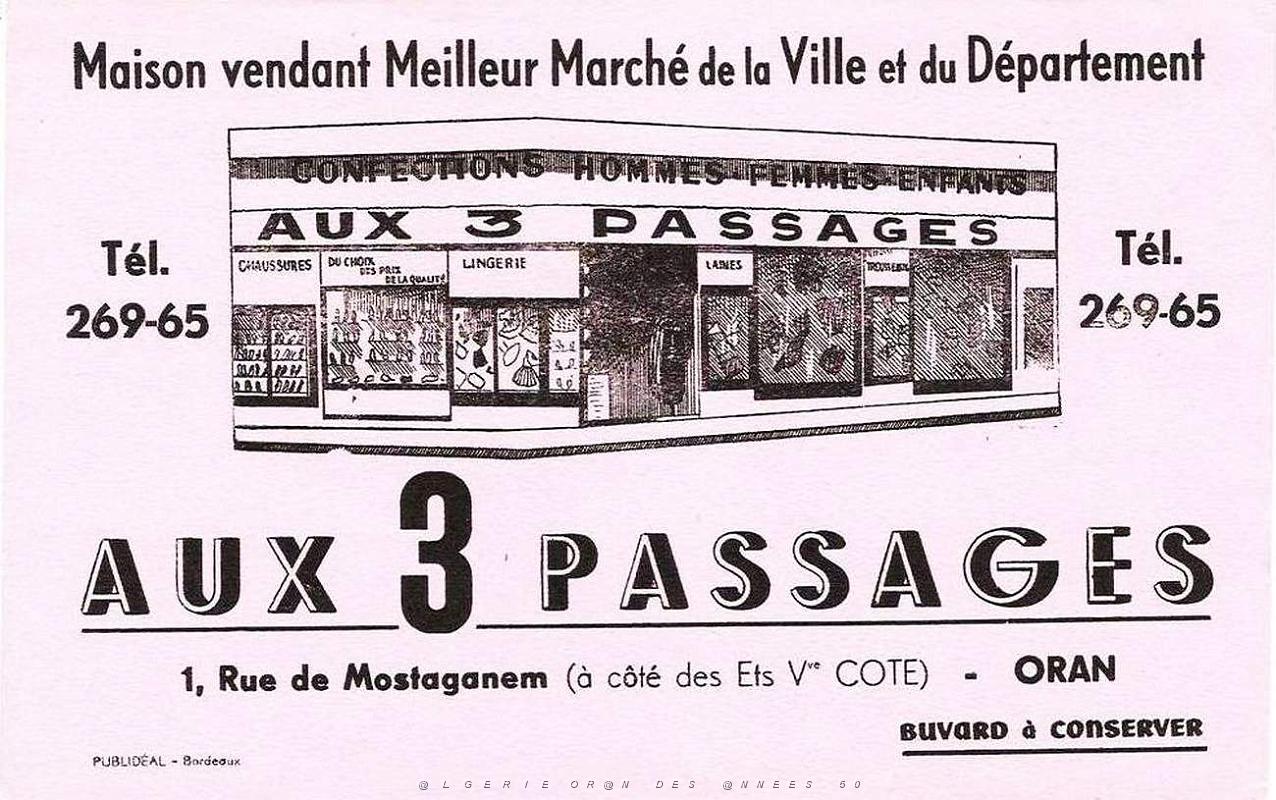 Maison vendant Meilleur Marché de la Ville et du Département
CONFECTIONS HOMMES FEMMES ENFANTS
AUX 3 PASSAGES
CHAUSSURES
DU CHOIX
DES PRIX
DE LA QUALITÉ
LINGERIE
LAINES
Tél.
269-65
Tél.
269-65
AUX 3 PASSAGES
1, Rue de Mostaganem (à côté des Ets Vve COTE) - ORAN
BUVARD à CONSERVER
PUBLIDÉAL - Bordeaux
@LGERIE OR@N DES @NNEES 50